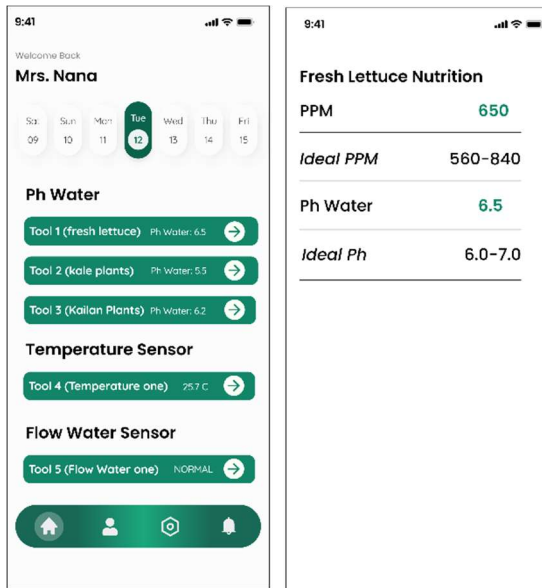 9:41
Welcome Back
Mrs. Nana
Sat Sun Mon Tue Wed Thu Fri
09 10 11 12 13 14 15
Ph Water
Tool 1 (fresh lettuce) Ph Water: 6.5
Tool 2 (kale plants) Ph Water: 5.5
Tool 3 (Kailan Plants) Ph Water: 6.2
Temperature Sensor
Tool 4 (Temperature one) 25.7 C
Flow Water Sensor
Tool 5 (Flow Water one) NORMAL
9:41
Fresh Lettuce Nutrition
PPM 650
Ideal PPM 560-840
Ph Water 6.5
Ideal Ph 6.0-7.0